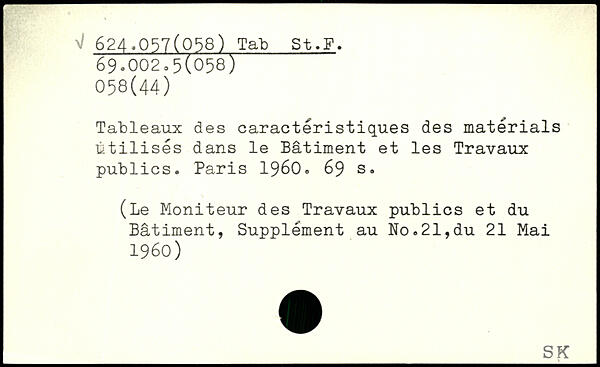 √ 624.057(058) Tab St.F.
69.002.5(058)
058(44)
Tableaux des caractéristiques des matérials
utilisés dans le Bâtiment et les Travaux
publics. Paris 1960. 69 s.
(Le Moniteur des Travaux publics et du
Bâtiment, Supplément au No.21,du 21 Mai
1960)
SK